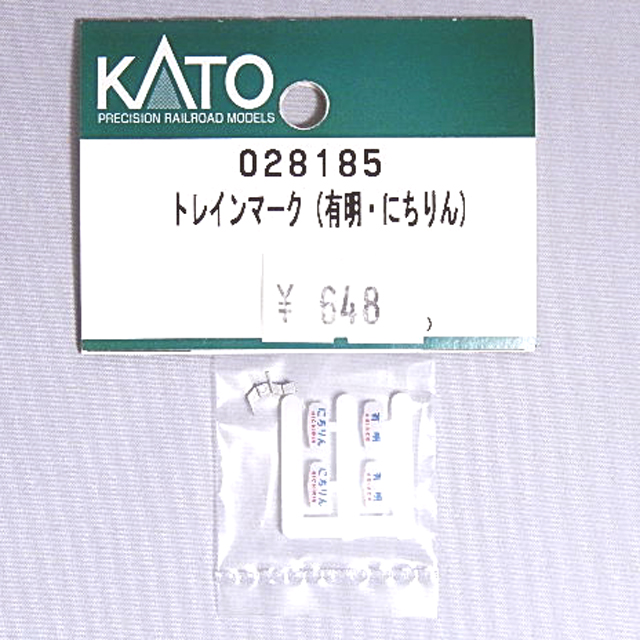 KATO
PRECISION RAILROAD MODELS
028185
トレインマーク (有明・にちりん)
¥ 648
)
にちりん
有明
にちりん
有明